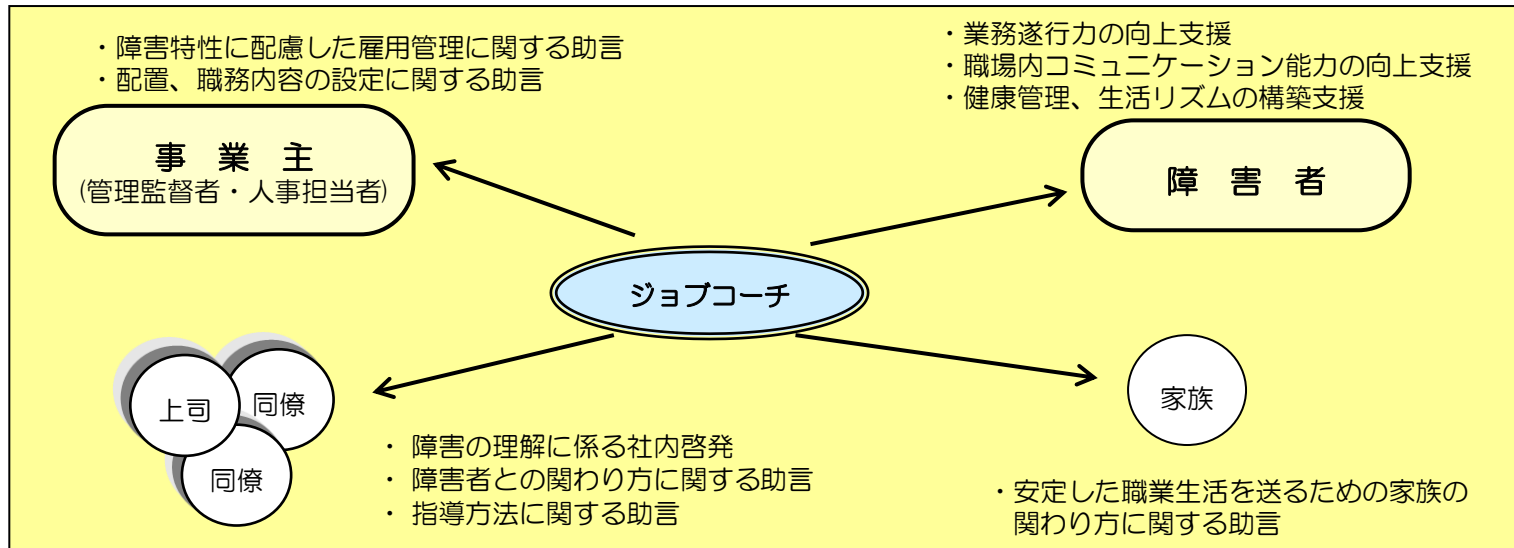 ・障害特性に配慮した雇用管理に関する助言
・配置、職務内容の設定に関する助言
事　業　主
(管理監督者・人事担当者)
・業務遂行力の向上支援
・職場内コミュニケーション能力の向上支援
・健康管理、生活リズムの構築支援
障　害　者
ジョブコーチ
上司
同僚
同僚
・ 障害の理解に係る社内啓発
・ 障害者との関わり方に関する助言
・ 指導方法に関する助言
家族
・安定した職業生活を送るための家族の
関わり方に関する助言